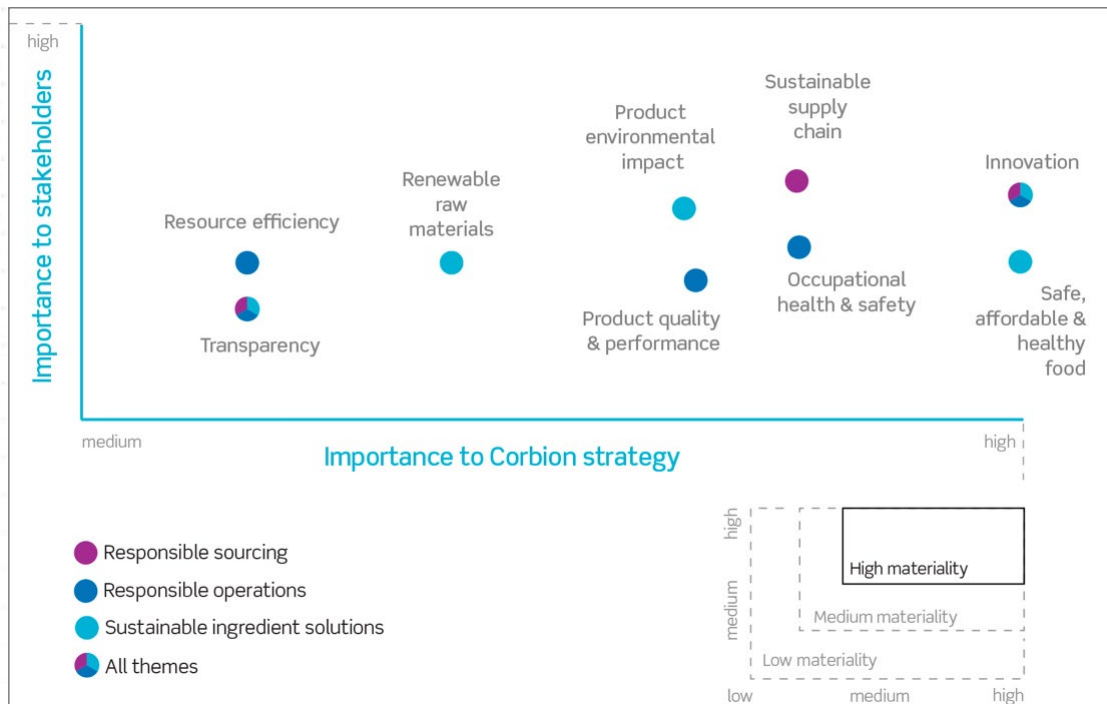 high
Importance to stakeholders
Sustainable
supply
chain
Product
environmental
impact
Innovation
Renewable
raw
materials
Resource efficiency
Occupational
health & safety
Safe,
affordable &
healthy
food
Product quality
& performance
Transparency
medium
high
Importance to Corbion strategy
Responsible sourcing
Responsible operations
Sustainable ingredient solutions
All themes
high
medium
High materiality
Medium materiality
Low materiality
low
medium
high